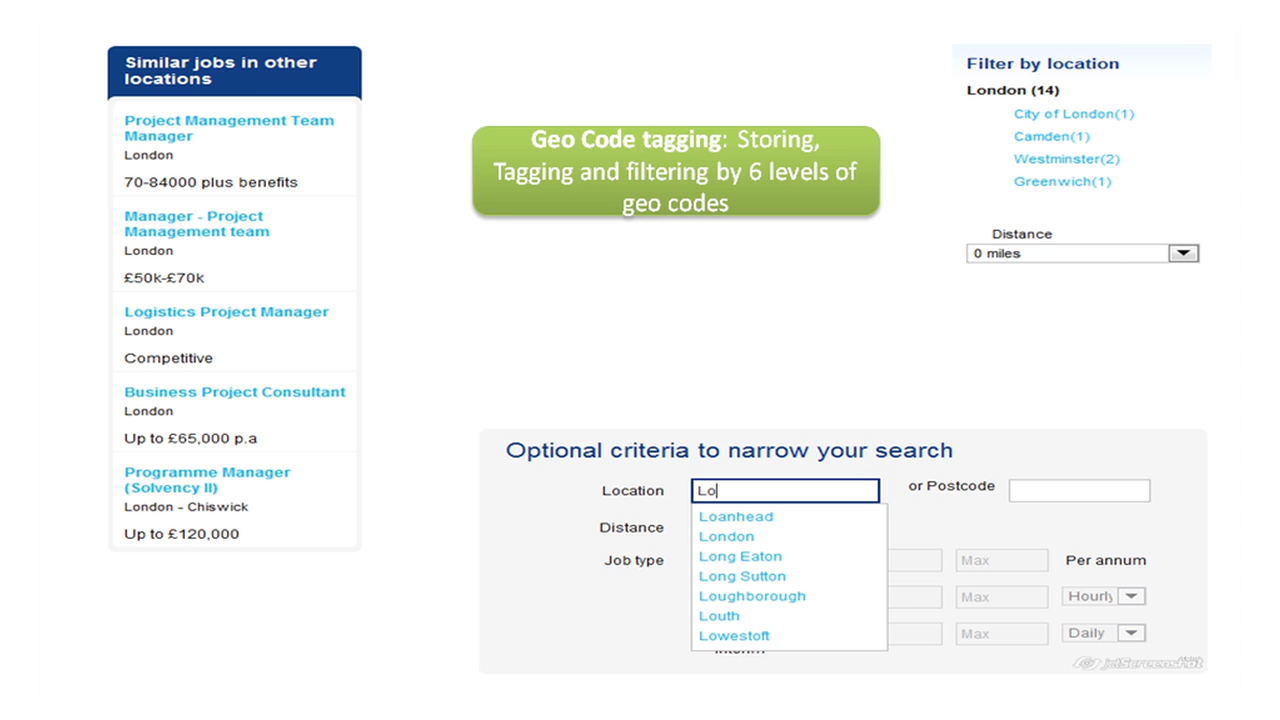 Similar jobs in other
locations
Project Management Team
Manager
London
70-84000 plus benefits
Manager - Project
Management team
London
£50k-£70k
Logistics Project Manager
London
Competitive
Business Project Consultant
London
Up to £65,000 p.a
Programme Manager
(Solvency II)
London - Chiswick
Up to £120,000
Geo Code tagging: Storing,
Tagging and filtering by 6 levels of
geo codes
Filter by location
London (14)
City of London(1)
Camden(1)
Westminster(2)
Greenwich(1)
Distance
0 miles
Optional criteria to narrow your search
Location Lo or Postcode
Loanhead
Distance
London
Long Eaton
Job type Max Per annum
Long Sutton
Loughborough Max Hourly
Louth
Lowestoft Max Daily
Interim
jetScreenshot